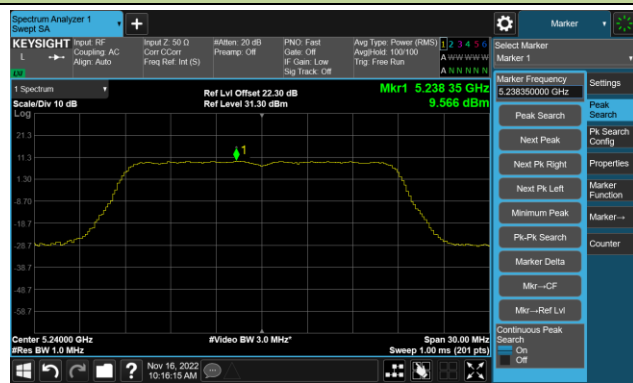 Spectrum Analyzer 1
Swept SA
Marker
KEYSIGHT
L
Input: RF
Coupling: AC
Align: Auto
Input Z: 50 Ω
Corr CCorr
Freq Ref: Int (S)
#Atten: 20 dB
Preamp: Off
PNO: Fast
Gate: Off
IF Gain: Low
Sig Track: Off
Avg Type: Power (RMS)
Avg|Hold: 100/100
Trig: Free Run
1 2 3 4 5 6
A W W W W W
A N N N N N
Select Marker
Marker 1
1 Spectrum
Scale/Div 10 dB
Log
Ref Lvl Offset 22.30 dB
Ref Level 31.30 dBm
Mkr1 5.238 35 GHz
9.566 dBm
21.3
11.3
1.30
-8.70
-18.7
-28.7
-38.7
-48.7
-58.7
1
Center 5.24000 GHz
#Res BW 1.0 MHz
#Video BW 3.0 MHz*
Span 30.00 MHz
Sweep 1.00 ms (201 pts)
Marker Frequency
5.238350000 GHz
Peak Search
Next Peak
Next Pk Right
Next Pk Left
Minimum Peak
Pk-Pk Search
Marker Delta
Mkr→CF
Mkr→Ref Lvl
Continuous Peak
Search
On
Off
Settings
Peak
Search
Pk Search
Config
Properties
Marker
Function
Marker→
Counter
Nov 16, 2022
10:16:15 AM